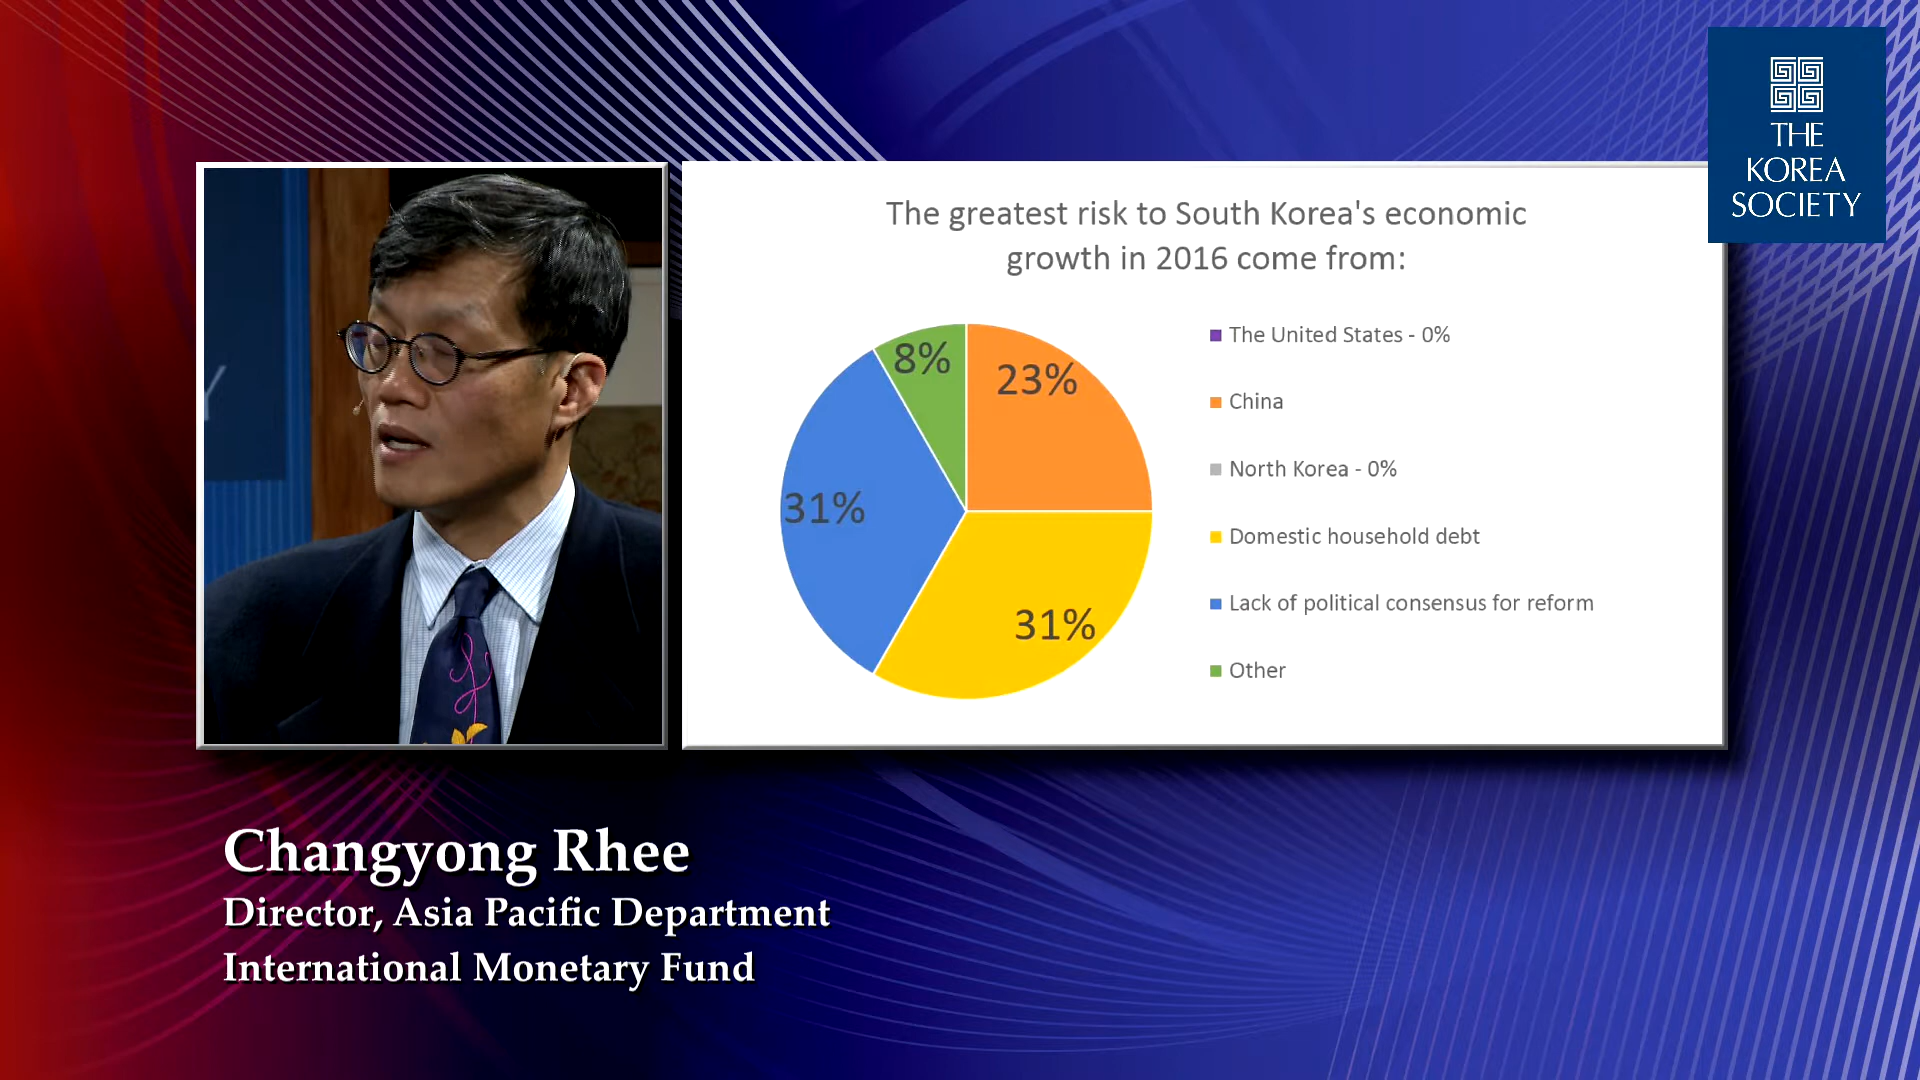 THE
KOREA
SOCIETY
The greatest risk to South Korea's economic
growth in 2016 come from:
8%
23%
31%
31%
The United States - 0%
China
North Korea - 0%
Domestic household debt
Lack of political consensus for reform
Other
Changyong Rhee
Director, Asia Pacific Department
International Monetary Fund